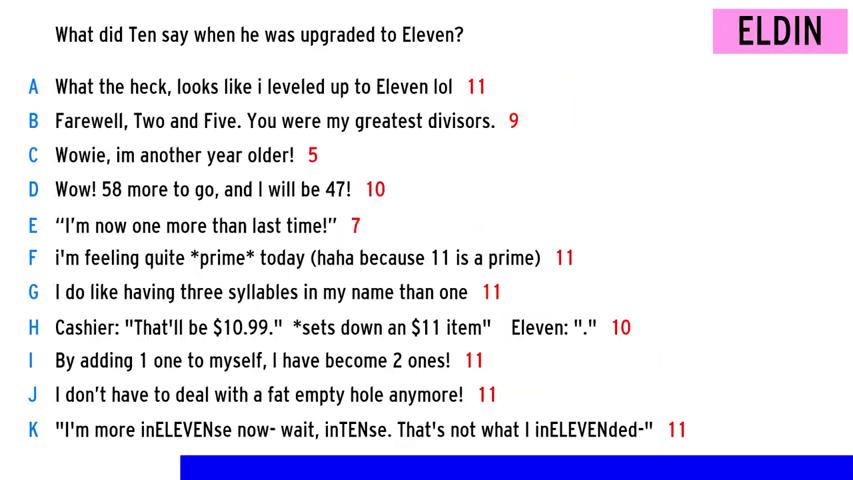 What did Ten say when he was upgraded to Eleven?
ELDIN
A What the heck, looks like i leveled up to Eleven lol 11
B Farewell, Two and Five. You were my greatest divisors. 9
C Wowie, im another year older! 5
D Wow! 58 more to go, and I will be 47! 10
E “I’m now one more than last time!” 7
F i'm feeling quite *prime* today (haha because 11 is a prime) 11
G I do like having three syllables in my name than one 11
H Cashier: "That'll be $10.99." *sets down an $11 item" Eleven: "." 10
I By adding 1 one to myself, I have become 2 ones! 11
J I don’t have to deal with a fat empty hole anymore! 11
K "I'm more inELEVENse now- wait, inTENse. That's not what I inELEVENded-" 11